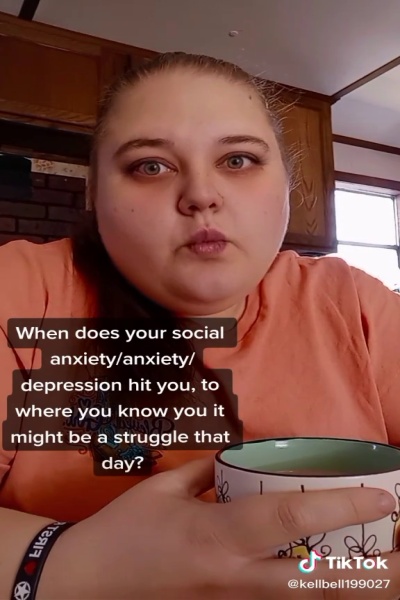 When does your social
anxiety/anxiety/
depression hit you, to
where you know you it
might be a struggle that
day?
FIRST
TikTok
@kellbell199027